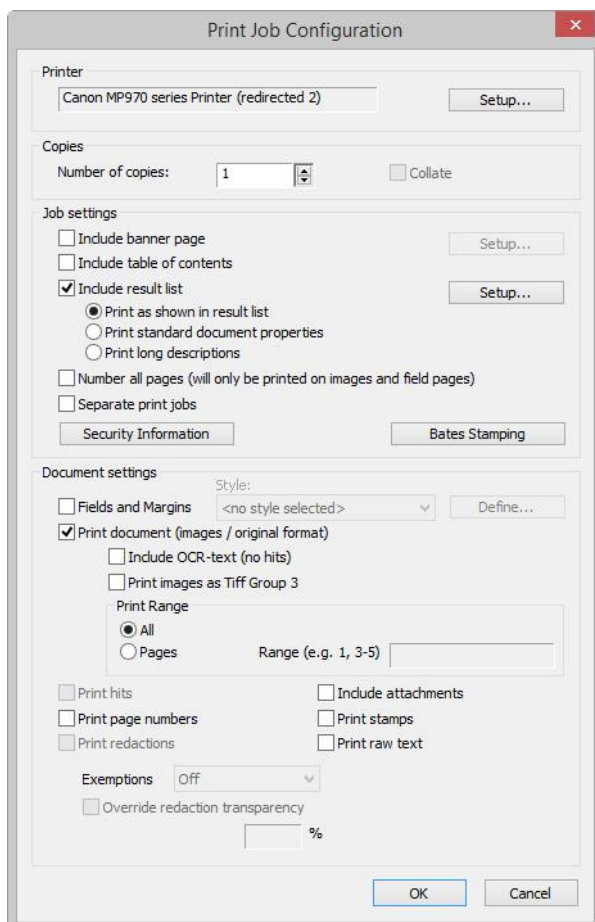 Print Job Configuration
Printer
Canon MP970 series Printer (redirected 2)
Setup...
Copies
Number of copies:
1
Collate
Job settings
Include banner page
Setup...
Include table of contents
Include result list
Setup...
Print as shown in result list
Print standard document properties
Print long descriptions
Number all pages (will only be printed on images and field pages)
Separate print jobs
Security Information
Bates Stamping
Document settings
Style:
Fields and Margins
<no style selected>
Define...
Print document (images / original format)
Include OCR-text (no hits)
Print images as Tiff Group 3
Print Range
All
Pages
Range (e.g. 1, 3-5)
Print hits
Include attachments
Print page numbers
Print stamps
Print redactions
Print raw text
Exemptions
Off
Override redaction transparency
%
OK
Cancel